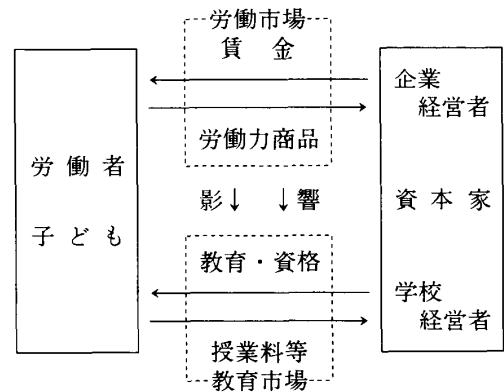 労働市場
賃金
企業
経営者
労働力商品
労働者
影↓ ↓響
資本家
子ども
教育・資格
学校
経営者
授業料等
教育市場